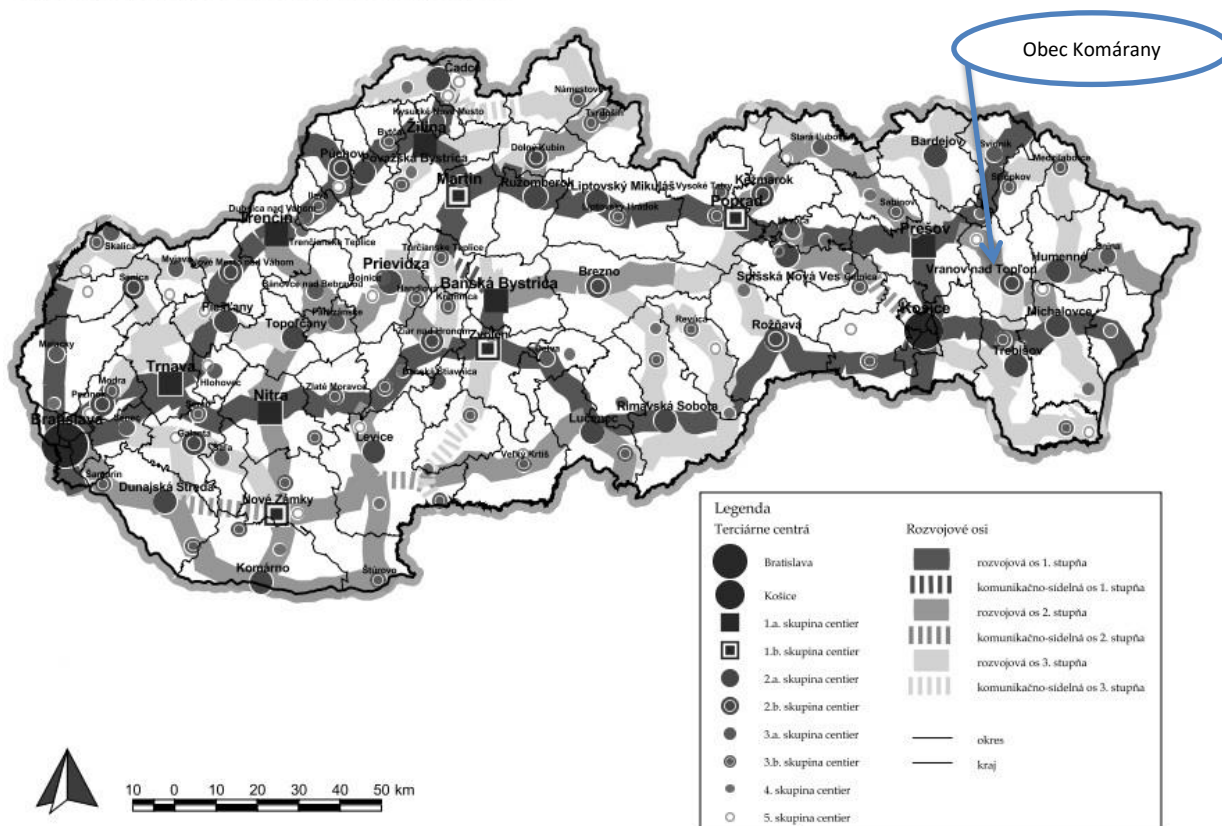 Obec Komárany
Čadca
Námestovo
Kysucké Nové Mesto
Tvrdošín
Bytča
Žilina
Stará Ľubovňa
Bardejov
Svidník
Púchov
Považská Bystrica
Dolný Kubín
Medzilaborce
Stropkov
Ilava
Martin
Ružomberok
Liptovský Mikuláš
Vysoké Tatry
Kežmarok
Sabinov
Dubnica nad Váhom
Liptovský Hrádok
Poprad
Levoča
Trenčín
Prešov
Skalica
Trenčianske Teplice
Turčianske Teplice
Snina
Myjava
Nové Mesto nad Váhom
Prievidza
Vranov nad Topľou
Humenné
Senica
Bánovce nad Bebravou
Bojnice
Brezno
Spišská Nová Ves
Gelnica
Handlová
Banská Bystrica
Piešťany
Partizánske
Kremnica
Košice
Michalovce
Topoľčany
Žiar nad Hronom
Revúca
Rožňava
Malacky
Zvolen
Trebišov
Detva
Trnava
Hlohovec
Banská Štiavnica
Modra
Zlaté Moravce
Pezinok
Nitra
Sereď
Rimavská Sobota
Bratislava
Senec
Lučenec
Galanta
Levice
Šaľa
Veľký Krtíš
Šamorín
Dunajská Streda
Nové Zámky
Komárno
Štúrovo
Legenda
Terciárne centrá
Bratislava
Košice
1.a. skupina centier
1.b. skupina centier
2.a. skupina centier
2.b. skupina centier
3.a. skupina centier
3.b. skupina centier
4. skupina centier
5. skupina centier
Rozvojové osi
rozvojová os 1. stupňa
komunikačno-sídelná os 1. stupňa
rozvojová os 2. stupňa
komunikačno-sídelná os 2. stupňa
rozvojová os 3. stupňa
komunikačno-sídelná os 3. stupňa
okres
kraj
10 0 10 20 30 40 50 km